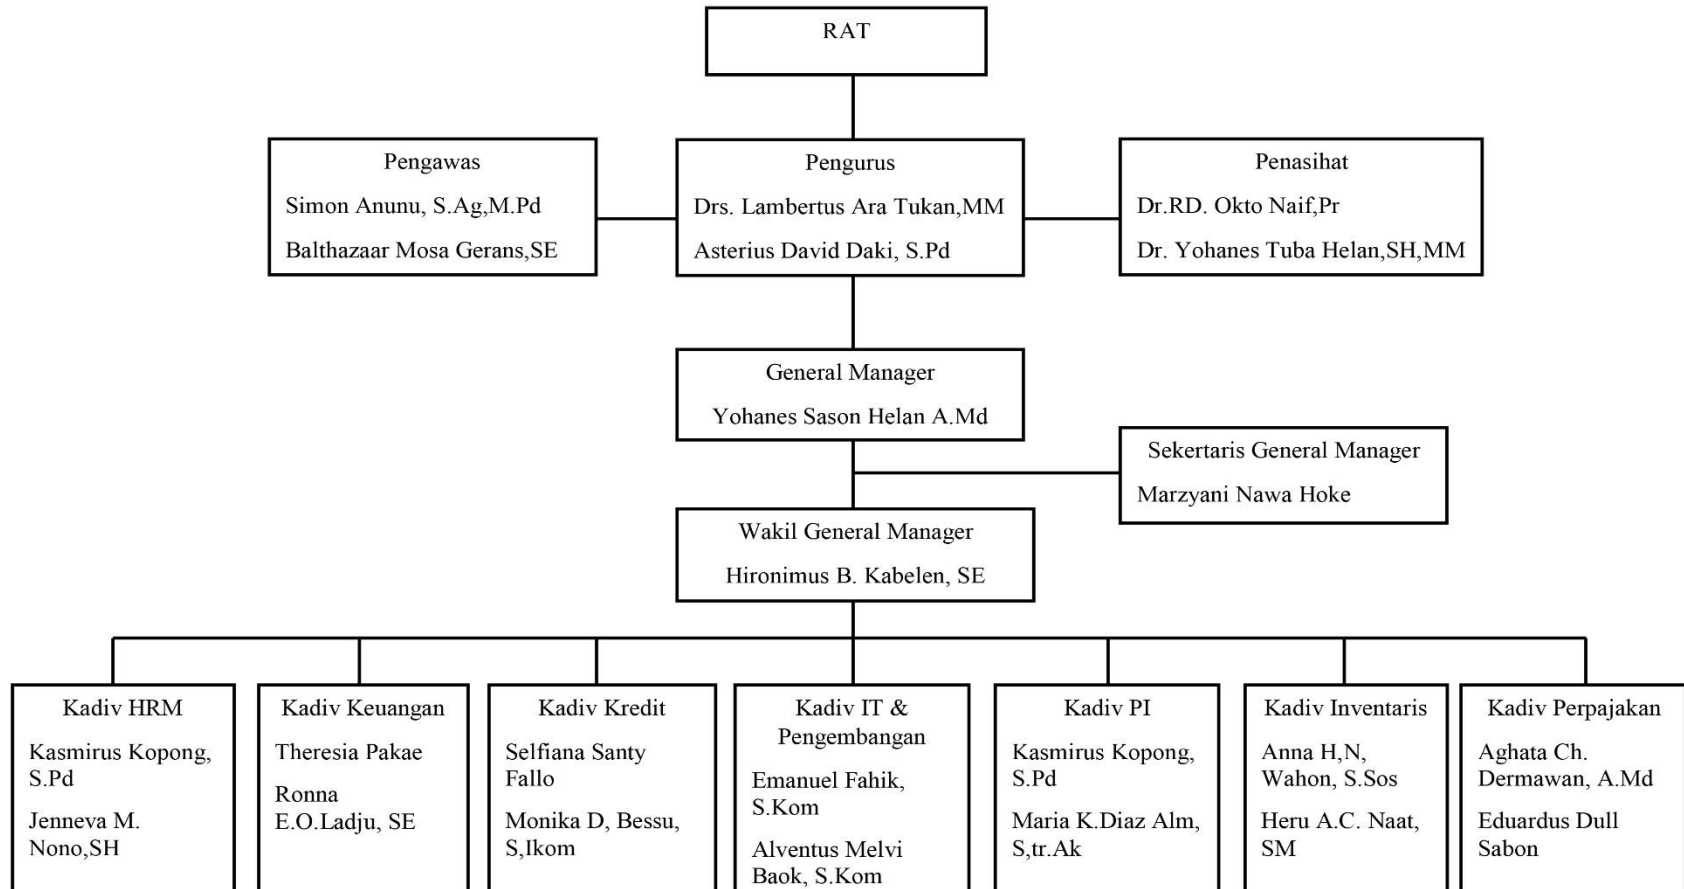 RAT
Pengawas
Simon Anunu, S.Ag,M.Pd
Balthazaar Mosa Gerans,SE
Pengurus
Drs. Lambertus Ara Tukan,MM
Asterius David Daki, S.Pd
Penasihat
Dr.RD. Okto Naif,Pr
Dr. Yohanes Tuba Helan,SH,MM
General Manager
Yohanes Sason Helan A.Md
Sekertaris General Manager
Marzyani Nawa Hoke
Wakil General Manager
Hironimus B. Kabelen, SE
Kadiv HRM
Kasmirus Kopong,
S.Pd
Jenneva M.
Nono,SH
Kadiv Keuangan
Theresia Pakae
Ronna
E.O.Ladju, SE
Kadiv Kredit
Selfiana Santy
Fallo
Monika D, Bessu,
S,Ikom
Kadiv IT &
Pengembangan
Emanuel Fahik,
S.Kom
Alventus Melvi
Baok, S.Kom
Kadiv PI
Kasmirus Kopong,
S.Pd
Maria K.Diaz Alm,
S,tr.Ak
Kadiv Inventaris
Anna H,N,
Wahon, S.Sos
Heru A.C. Naat,
SM
Kadiv Perpajakan
Aghata Ch.
Dermawan, A.Md
Eduardus Dull
Sabon